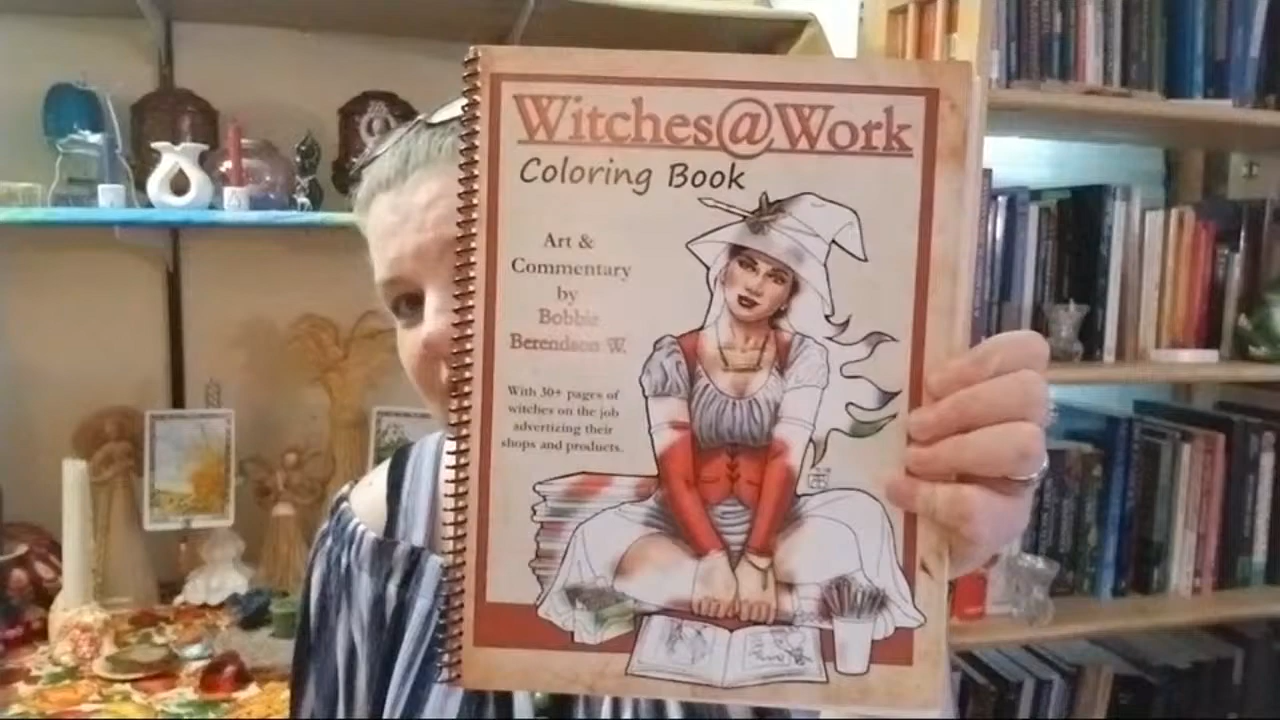 Witches@Work
Coloring Book
Art &
Commentary
by
Bobbie
Berendson W.
With 30+ pages of
witches on the job
advertizing their
shops and products.